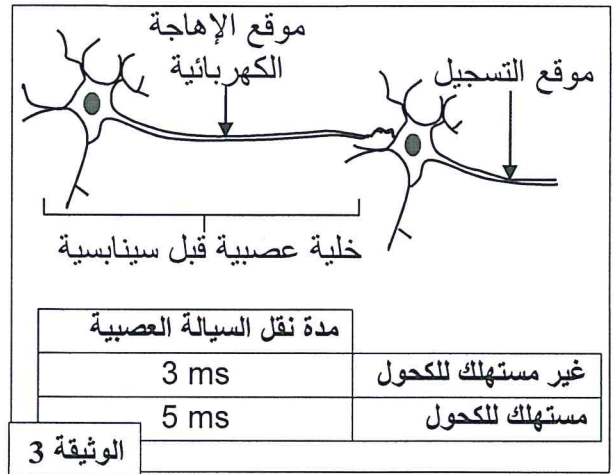 موقع الإهاجة
الكهربائية
موقع التسجيل
خلية عصبية قبل سينابسية
مدة نقل السيالة العصبية
غير مستهلك للكحول 3 ms
مستهلك للكحول 5 ms
الوثيقة 3